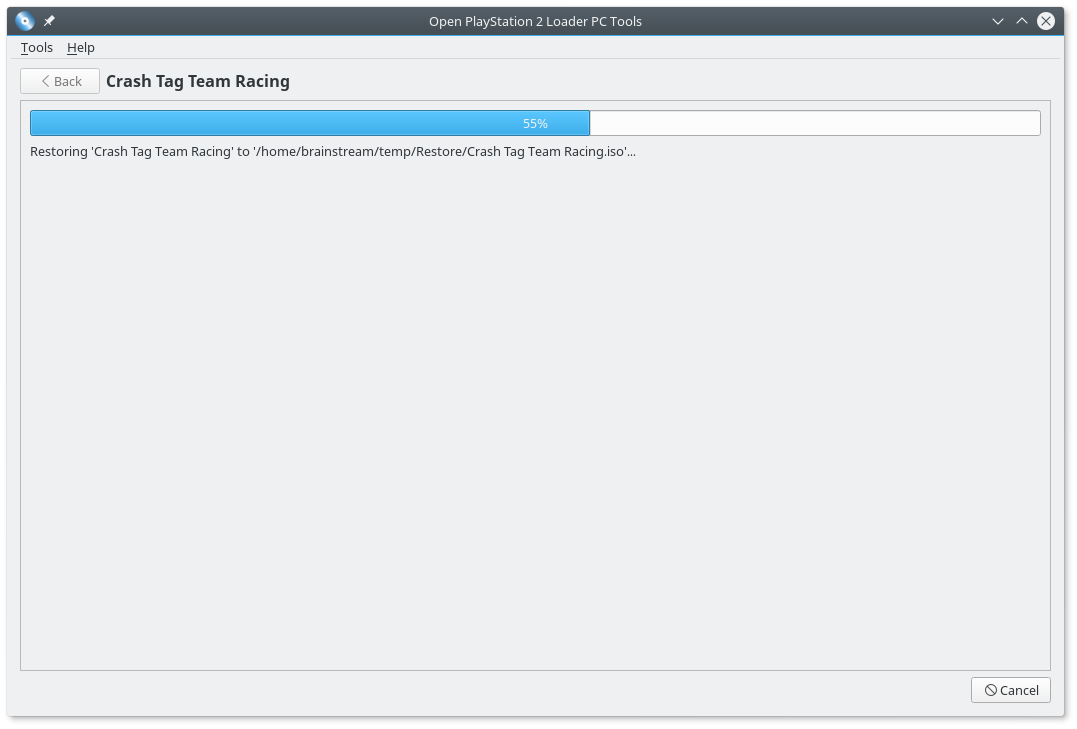 Open PlayStation 2 Loader PC Tools
Tools Help
Back Crash Tag Team Racing
55%
Restoring 'Crash Tag Team Racing' to '/home/brainstream/temp/Restore/Crash Tag Team Racing.iso'...
Cancel